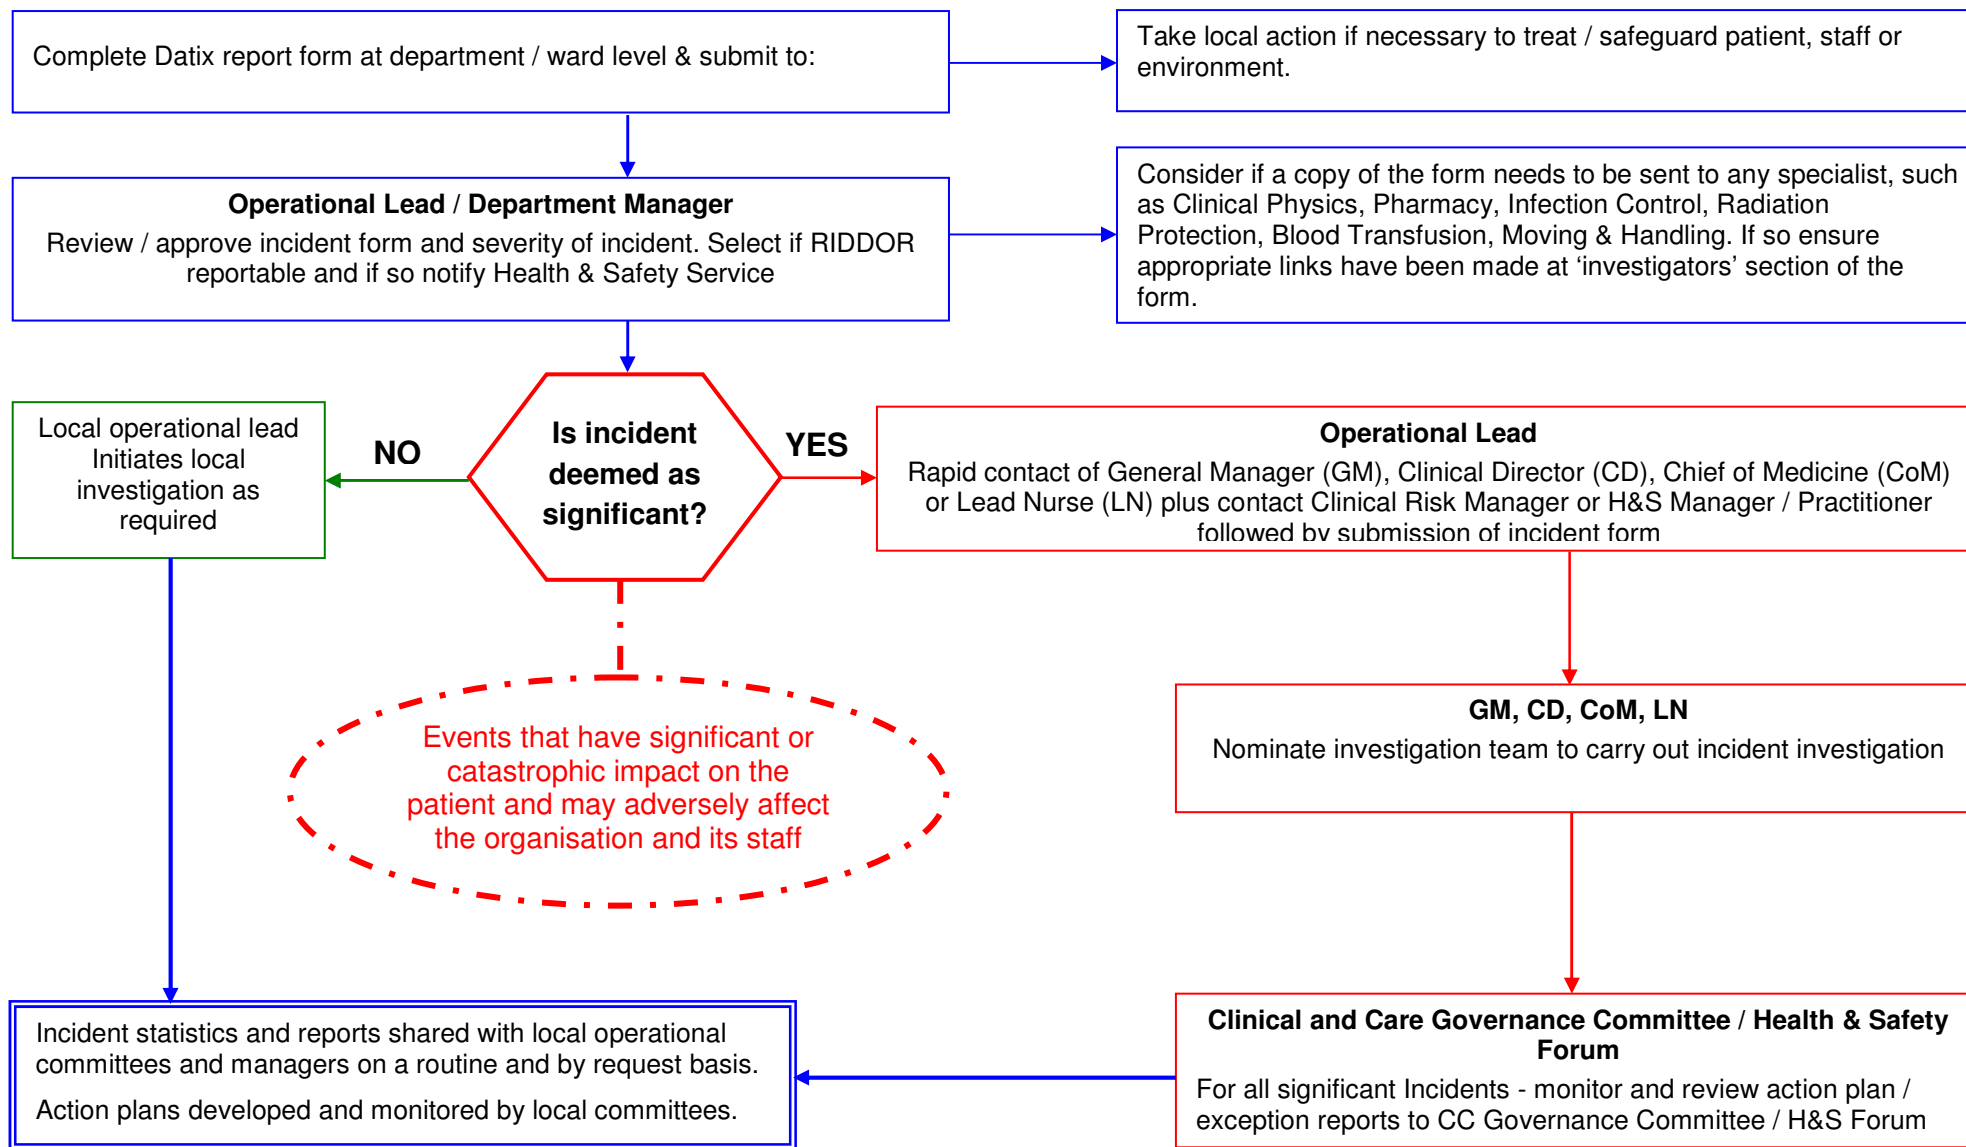 Complete Datix report form at department / ward level & submit to:
Take local action if necessary to treat / safeguard patient, staff or
environment.
Operational Lead / Department Manager
Review / approve incident form and severity of incident. Select if RIDDOR
reportable and if so notify Health & Safety Service
Consider if a copy of the form needs to be sent to any specialist, such
as Clinical Physics, Pharmacy, Infection Control, Radiation
Protection, Blood Transfusion, Moving & Handling. If so ensure
appropriate links have been made at ‘investigators’ section of the
form.
Local operational lead
Initiates local
investigation as
required
NO
Is incident
deemed as
significant?
YES
Operational Lead
Rapid contact of General Manager (GM), Clinical Director (CD), Chief of Medicine (CoM)
or Lead Nurse (LN) plus contact Clinical Risk Manager or H&S Manager / Practitioner
followed by submission of incident form
Events that have significant or
catastrophic impact on the
patient and may adversely affect
the organisation and its staff
GM, CD, CoM, LN
Nominate investigation team to carry out incident investigation
Incident statistics and reports shared with local operational
committees and managers on a routine and by request basis.
Action plans developed and monitored by local committees.
Clinical and Care Governance Committee / Health & Safety
Forum
For all significant Incidents - monitor and review action plan /
exception reports to CC Governance Committee / H&S Forum